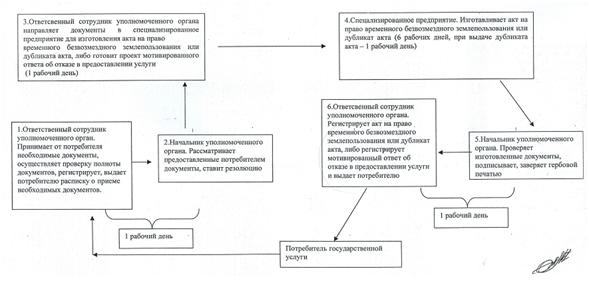 3.Ответсвенный сотрудник уполномоченого органа
направляет документы в специализированное
предприятие для изготовления акта на право
временного безвозмездного землепользования или
дубликата акта, либо готовит проект мотивированного
ответа об отказе в предоставлении услуги
(1 рабочий день)
4.Спецализированное предприятие. Изготавливает акт на
право временного безвозмездного землепользования или
дубликат акта (6 рабочих дней, при выдаче дубликата
акта – 1 рабочий день)
1.Ответственный сотрудник
уполномоченного органа.
Принимает от потребителя
необходимые документы,
осуществляет проверку полноты
документов, регистрирует, выдает
потребителю расписку о приеме
необходимых документов.
2.Начальник уполномоченного
органа. Рассматривает
предоставленные потребителем
документы, ставит резолюцию
6.Ответсвенный сотрудник
уполномоченного органа.
Регистрирует акт на право
временного безвозмездного
землепользования или дубликат
акта, либо регистрирует
мотивированный ответ об
отказе в предоставлении услуги
и выдает потребителю
5.Начальник уполномоченного
органа. Проверяет
изготовленные документы,
подписывает, заверяет гербовой
печатью
1 рабочий день
1 рабочий день
Потребитель государственной
услуги